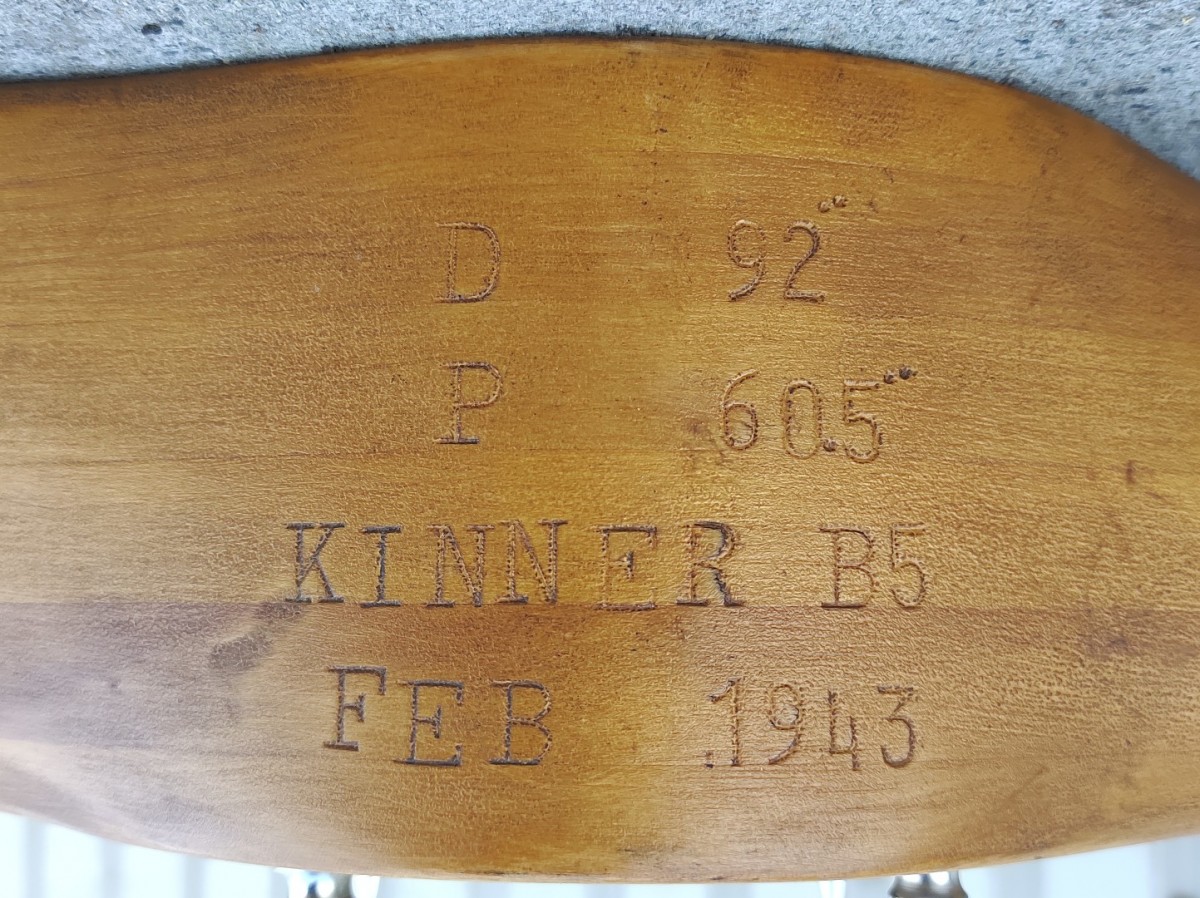 D 92"
P 60.5"
KINNER B5
FEB .1943